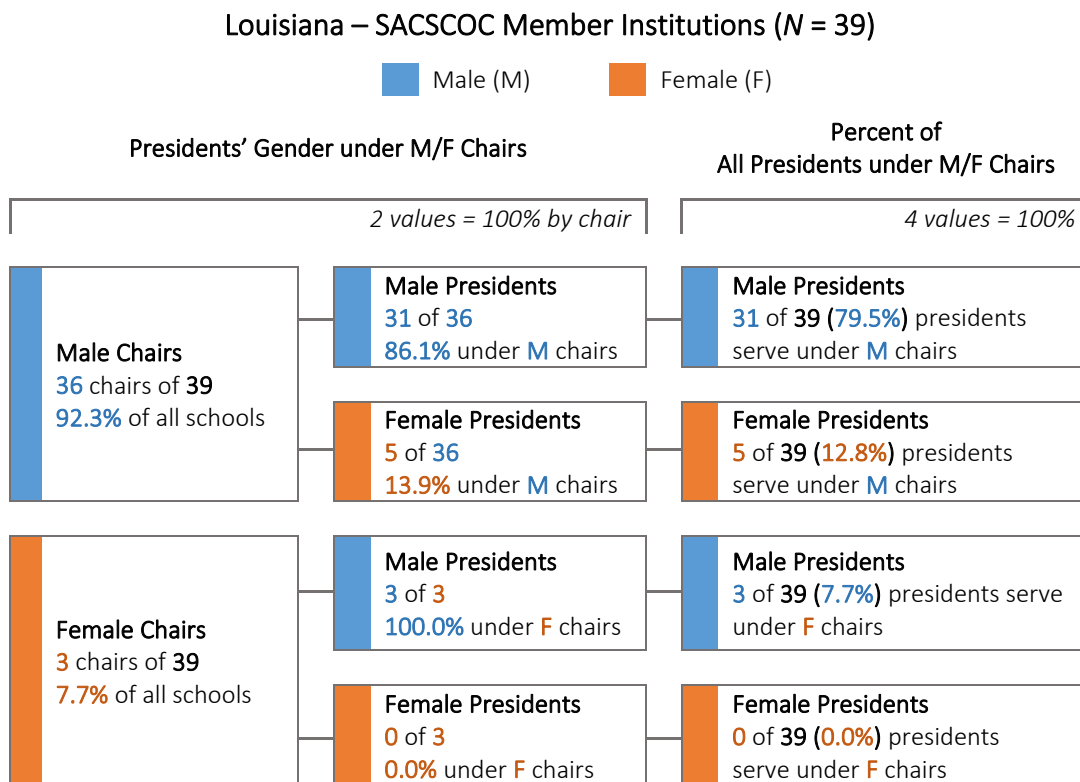 Louisiana – SACSCOC Member Institutions (N = 39)
Male (M)
Female (F)
Presidents’ Gender under M/F Chairs
Percent of
All Presidents under M/F Chairs
2 values = 100% by chair
4 values = 100%
Male Chairs
36 chairs of 39
92.3% of all schools
Male Presidents
31 of 36
86.1% under M chairs
Male Presidents
31 of 39 (79.5%) presidents
serve under M chairs
Female Presidents
5 of 36
13.9% under M chairs
Female Presidents
5 of 39 (12.8%) presidents
serve under M chairs
Female Chairs
3 chairs of 39
7.7% of all schools
Male Presidents
3 of 3
100.0% under F chairs
Male Presidents
3 of 39 (7.7%) presidents serve
under F chairs
Female Presidents
0 of 3
0.0% under F chairs
Female Presidents
0 of 39 (0.0%) presidents
serve under F chairs